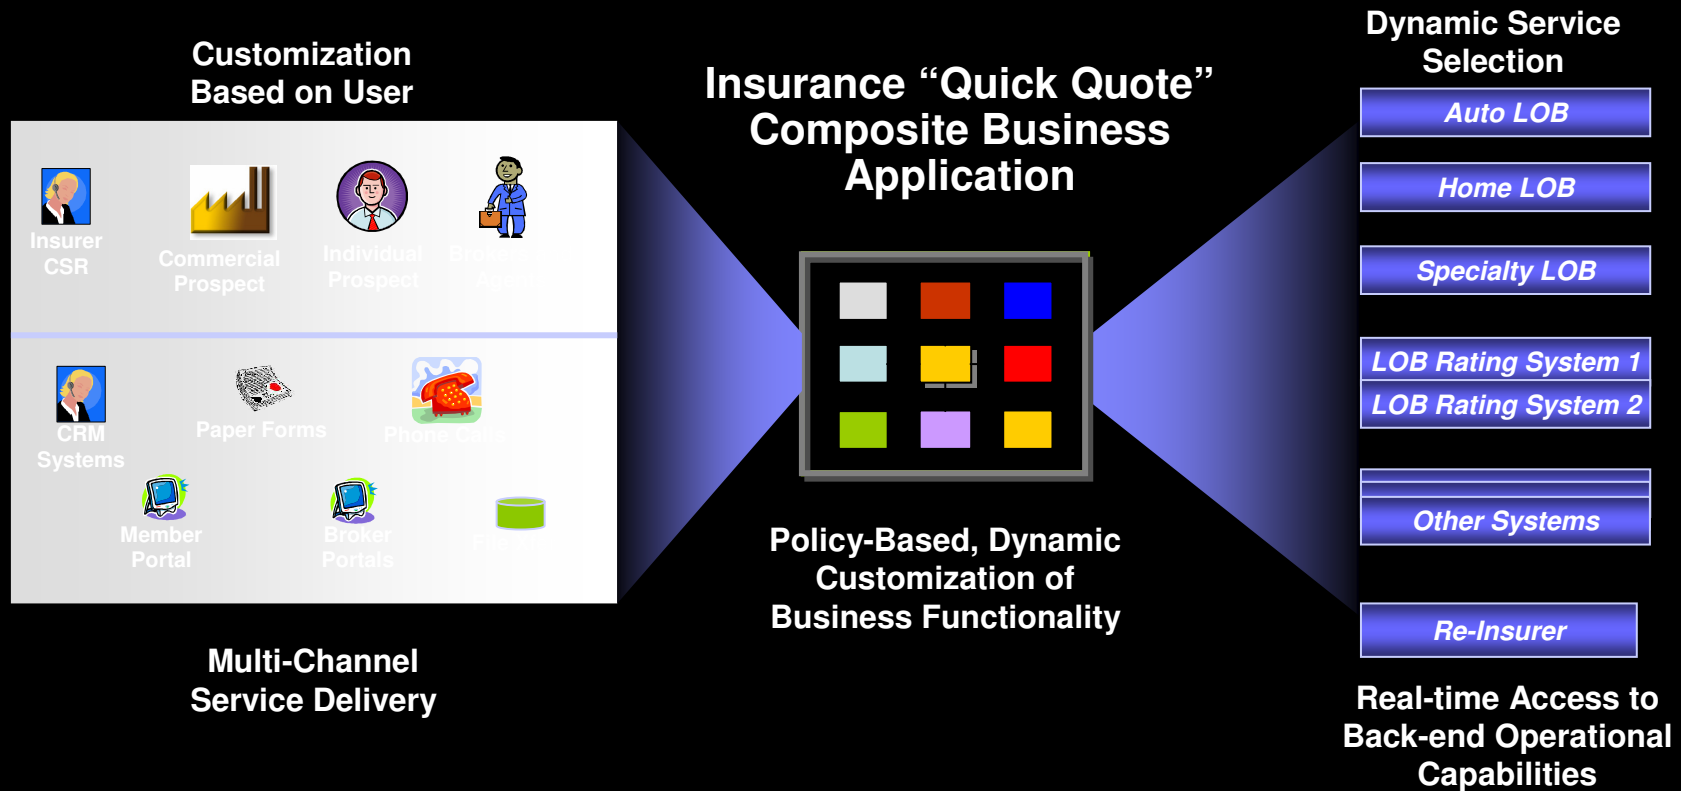 Customization
Based on User
Insurer
CSR
Commercial
Prospect
Individual
Prospect
CRM
Systems
Paper Forms
Phone Calls
Member
Portal
Broker
Portals
Multi-Channel
Service Delivery
Insurance “Quick Quote”
Composite Business
Application
Policy-Based, Dynamic
Customization of
Business Functionality
Dynamic Service
Selection
Auto LOB
Home LOB
Specialty LOB
LOB Rating System 1
LOB Rating System 2
Other Systems
Re-Insurer
Real-time Access to
Back-end Operational
Capabilities